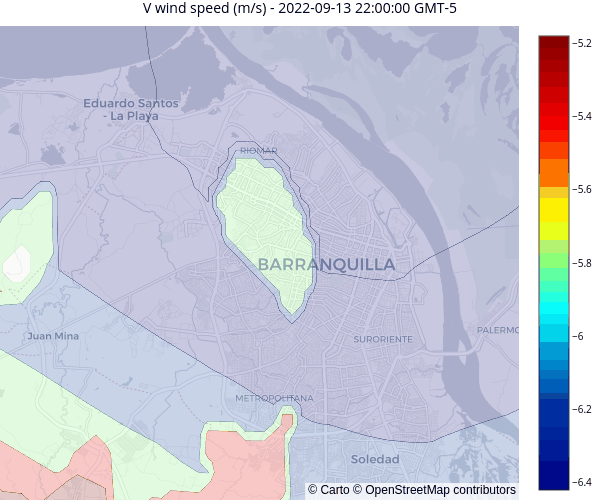 V wind speed (m/s) - 2022-09-13 22:00:00 GMT-5
−5.2
Eduardo Santos
- La Playa
−5.4
RIOMAR
−5.6
BARRANQUILLA
−5.8
Juan Mina
SURORIENTE
PALERMO
−6
METROPOLITANA
−6.2
Soledad
−6.4
© Carto © OpenStreetMap contributors